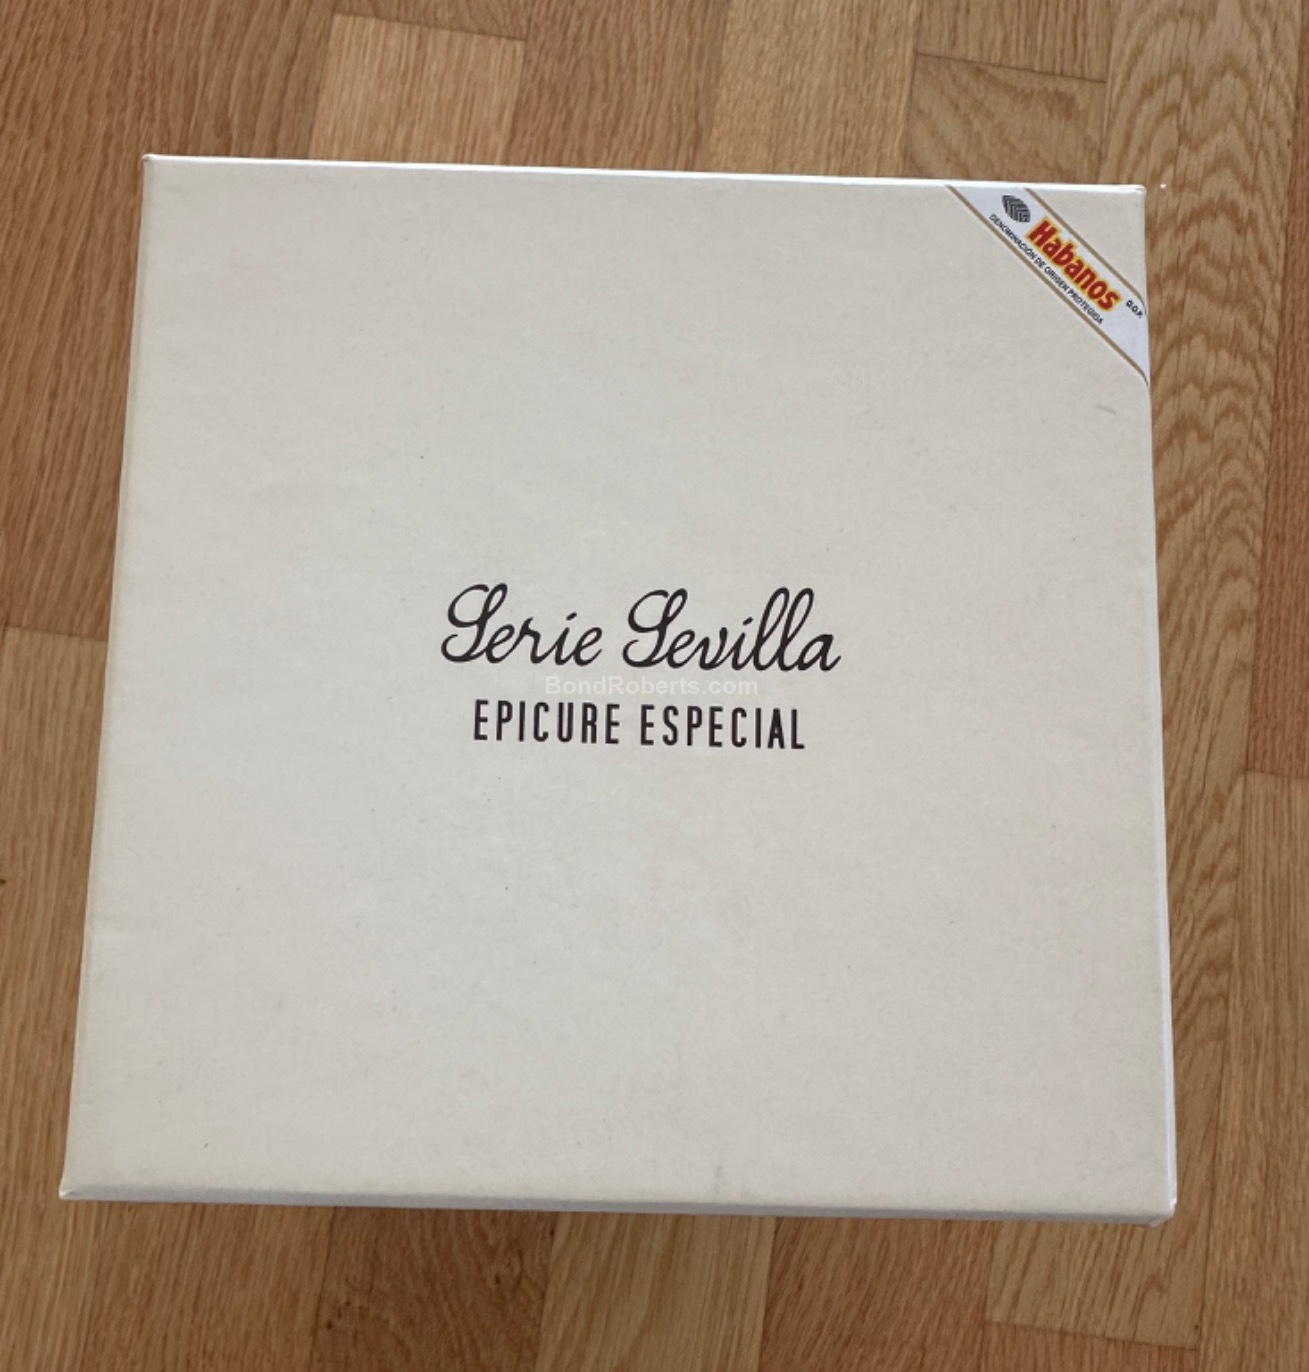 Habanos
D.O.P.
DENOMINACIÓN DE ORIGEN PROTEGIDA
Serie Sevilla
BondRoberts.com
EPICURE ESPECIAL